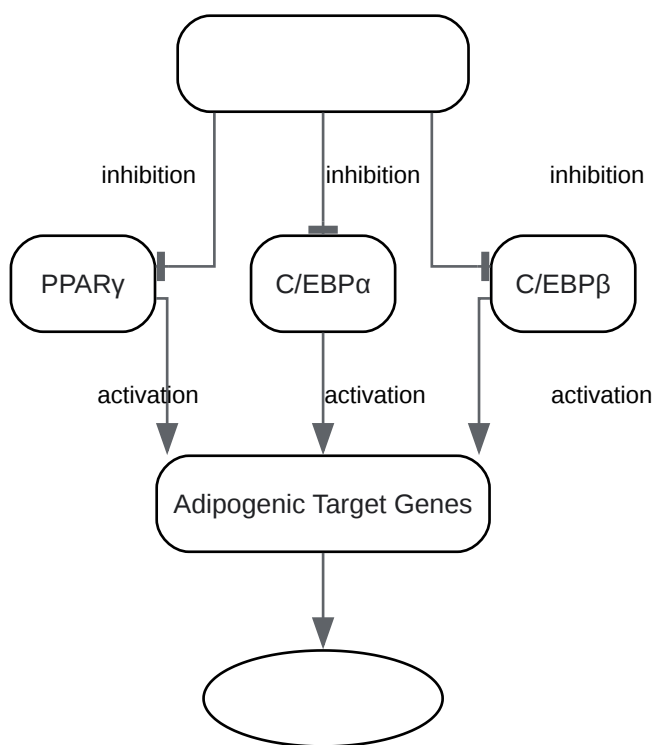 inhibition
inhibition
inhibition
PPARγ
C/EBPα
C/EBPβ
activation
activation
activation
Adipogenic Target Genes